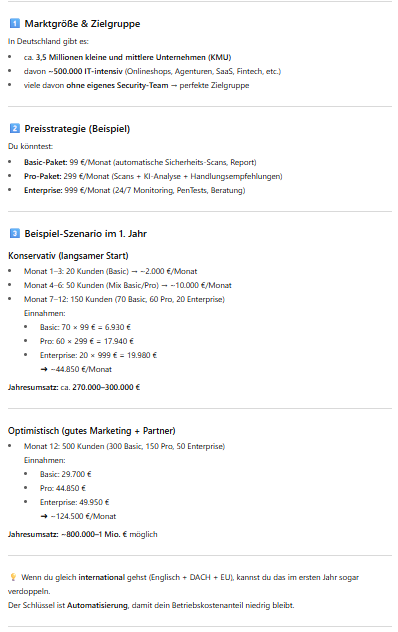 1 Marktgröße & Zielgruppe
In Deutschland gibt es:
• ca. 3,5 Millionen kleine und mittlere Unternehmen (KMU)
• davon ~500.000 IT-intensiv (Onlineshops, Agenturen, SaaS, Fintech, etc.)
• viele davon ohne eigenes Security-Team → perfekte Zielgruppe
2 Preisstrategie (Beispiel)
Du könntest:
• Basic-Paket: 99 €/Monat (automatische Sicherheits-Scans, Report)
• Pro-Paket: 299 €/Monat (Scans + KI-Analyse + Handlungsempfehlungen)
• Enterprise: 999 €/Monat (24/7 Monitoring, PenTests, Beratung)
3 Beispiel-Szenario im 1. Jahr
Konservativ (langsamer Start)
• Monat 1–3: 20 Kunden (Basic) → ~2.000 €/Monat
• Monat 4–6: 50 Kunden (Mix Basic/Pro) → ~10.000 €/Monat
• Monat 7–12: 150 Kunden (70 Basic, 60 Pro, 20 Enterprise)
Einnahmen:
• Basic: 70 × 99 € = 6.930 €
• Pro: 60 × 299 € = 17.940 €
• Enterprise: 20 × 999 € = 19.980 €
➜ ~44.850 €/Monat
Jahresumsatz: ca. 270.000–300.000 €
Optimistisch (gutes Marketing + Partner)
• Monat 12: 500 Kunden (300 Basic, 150 Pro, 50 Enterprise)
Einnahmen:
• Basic: 29.700 €
• Pro: 44.850 €
• Enterprise: 49.950 €
➜ ~124.500 €/Monat
Jahresumsatz: ~800.000–1 Mio. € möglich
💡 Wenn du gleich international gehst (Englisch + DACH + EU), kannst du das im ersten Jahr sogar
verdoppeln.
Der Schlüssel ist Automatisierung, damit dein Betriebskostenanteil niedrig bleibt.